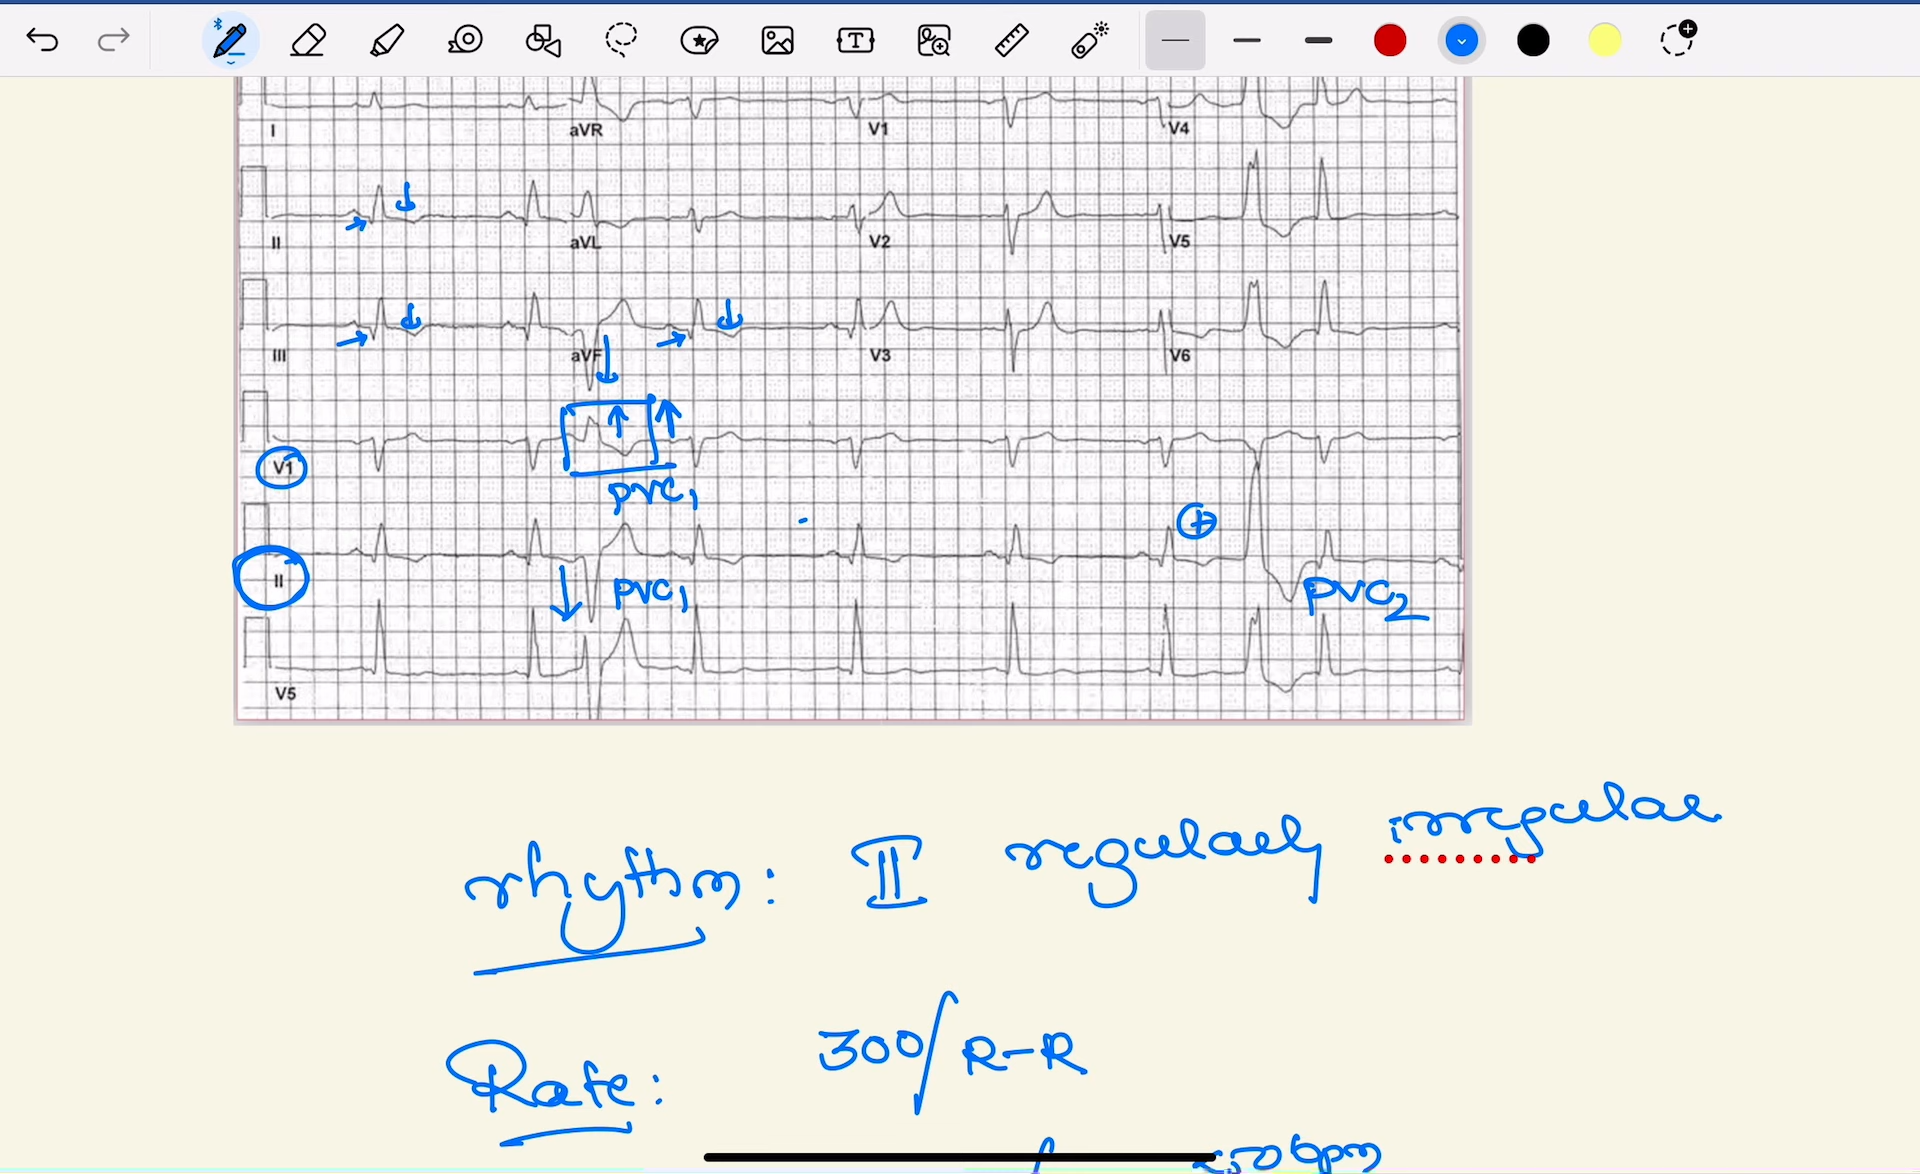 I aVR V1 V4
II aVL V2 V5
III aVF V3 V6
V1
PVC1
II PVC1 PVC2
V5
rhythm: II regularly irregular
Rate: 300/R-R
bpm